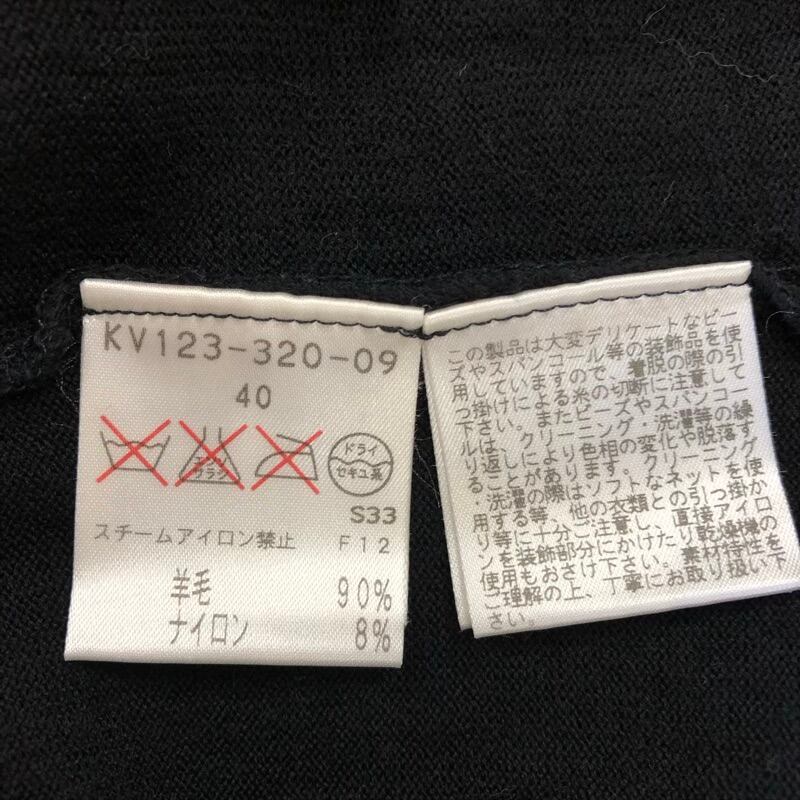 KV123-320-09
40
エンソ
サラシ
ドライ
セキユ系
S33
スチームアイロン禁止 F12
羊毛 90%
ナイロン 8%
この製品は大変デリケートなビー
ズやスパンコール等の装飾品を使
用していますので、着脱の際の引
っ掛けによる糸の切断に注意して
下さい。またビーズやスパンコー
ルは、クリーニング・洗濯等の繰
り返しにより色相の変化や脱落す
ることがあります。クリーニング
・洗濯の際はソフトなネットを使
用する等、他の衣類との引っ掛か
りに十分ご注意し、直接アイロ
ンを装飾部分にかけたり乾燥機の
使用もおさけ下さい。素材特性を
ご理解の上、丁寧にお取り扱い下
さい。